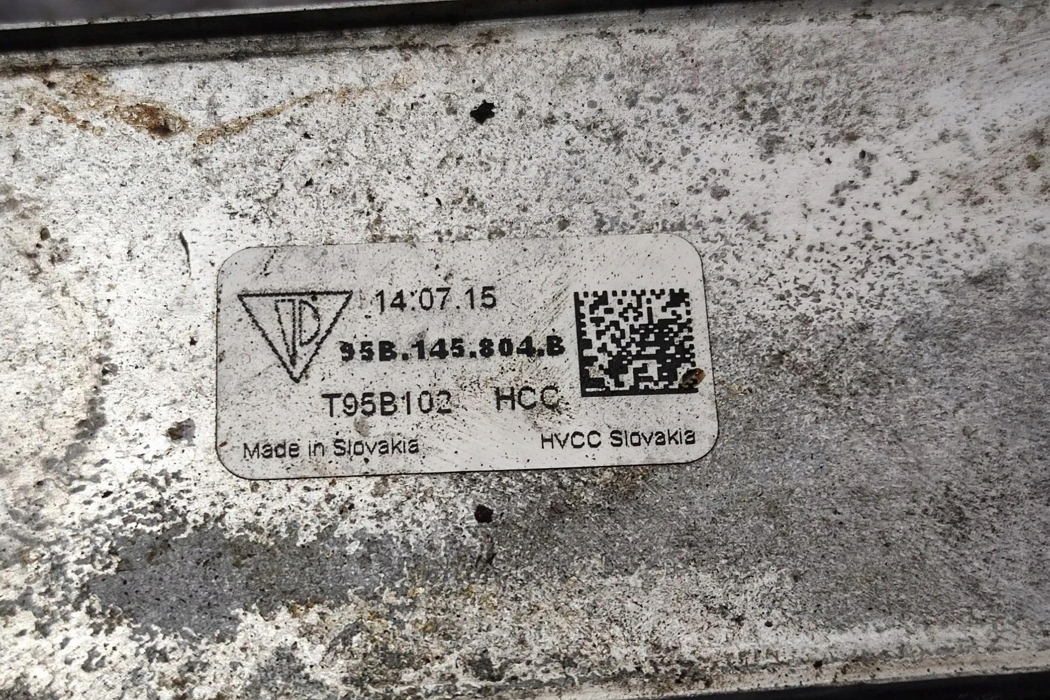 14.07.15
95B.145.804.B
T95B102 HCC
Made in Slovakia HVCC Slovakia